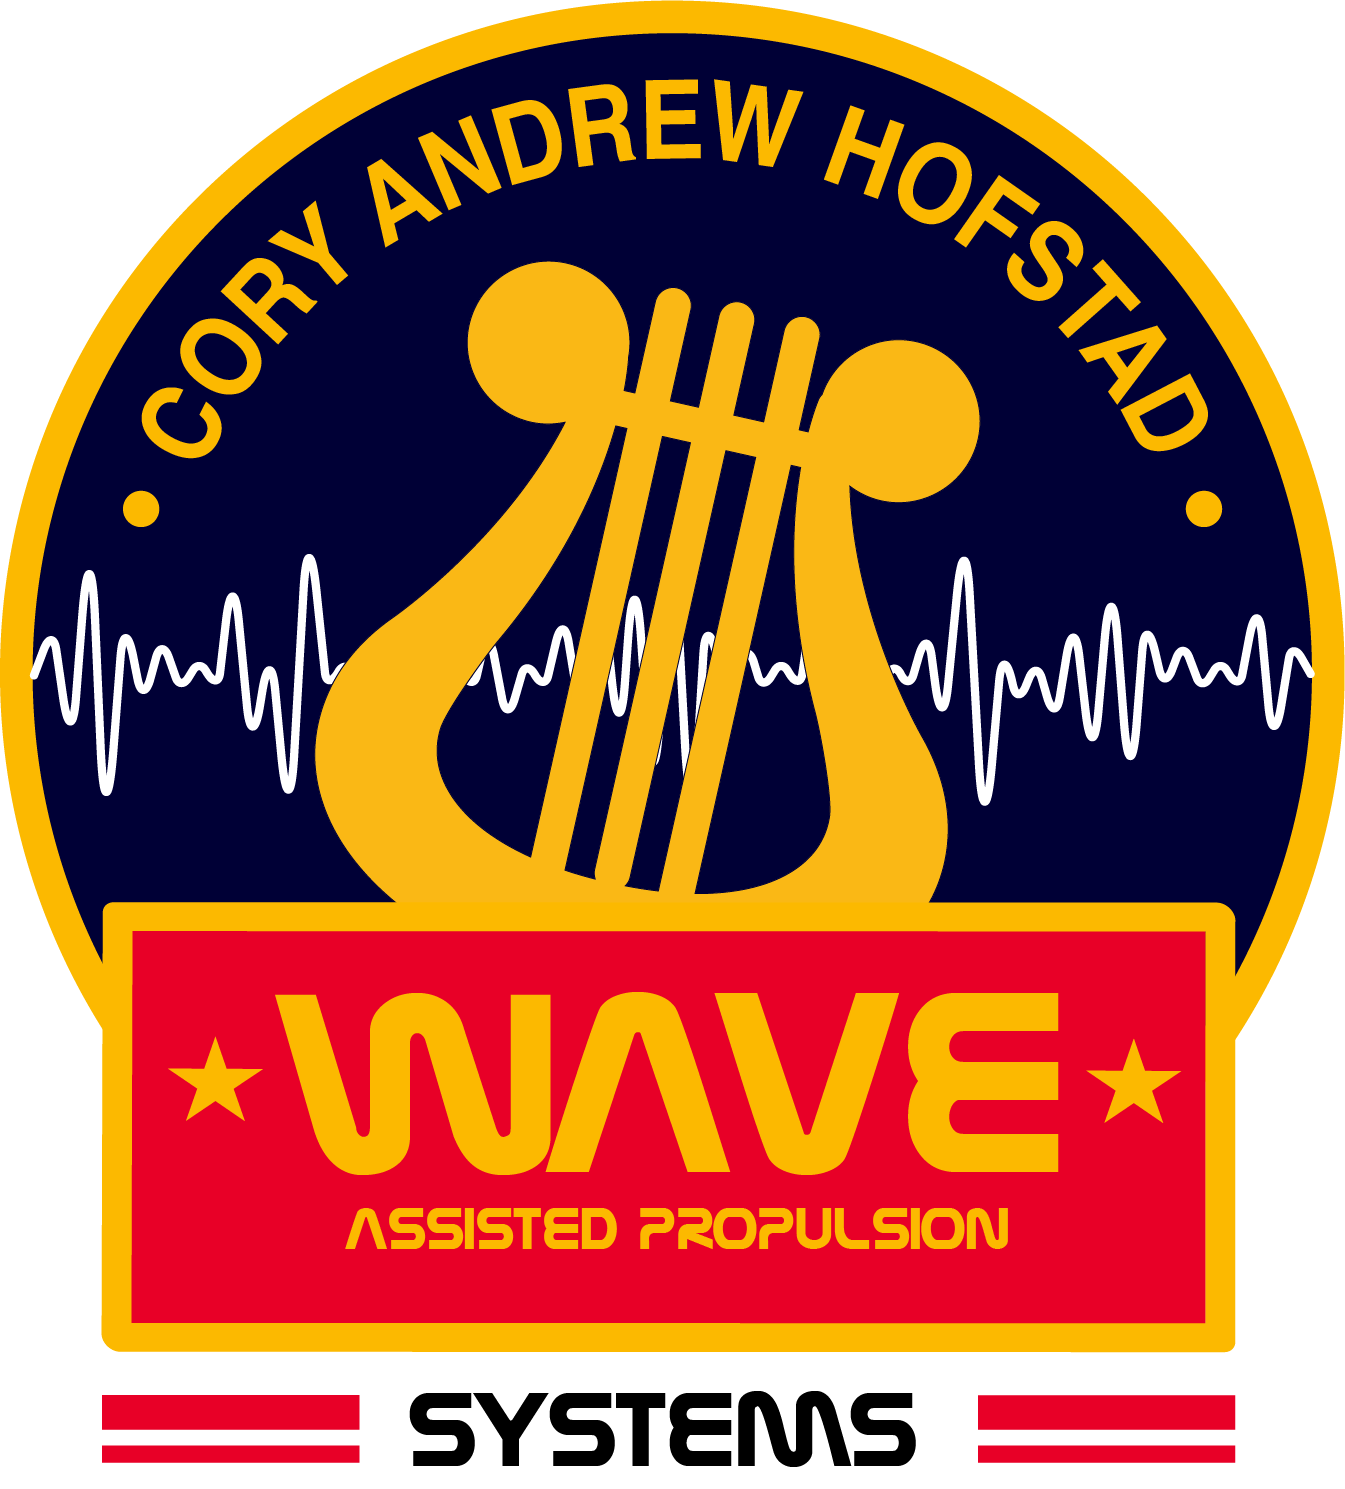 CORY ANDREW HOFSTAD
WAVE
ASSISTED PROPULSION
SYSTEMS